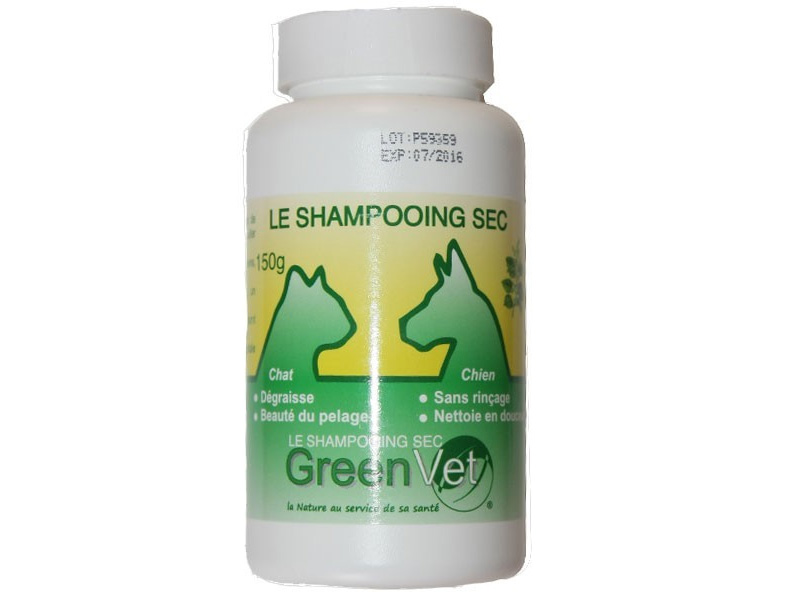 LOT:P59359
EXP:07/2016
LE SHAMPOOING SEC
150g
Chat
Chien
• Dégraisse
• Sans rinçage
• Beauté du pelage
• Nettoie en
LE SHAMPOOING SEC
GreenVet
la Nature au service de sa santé ®